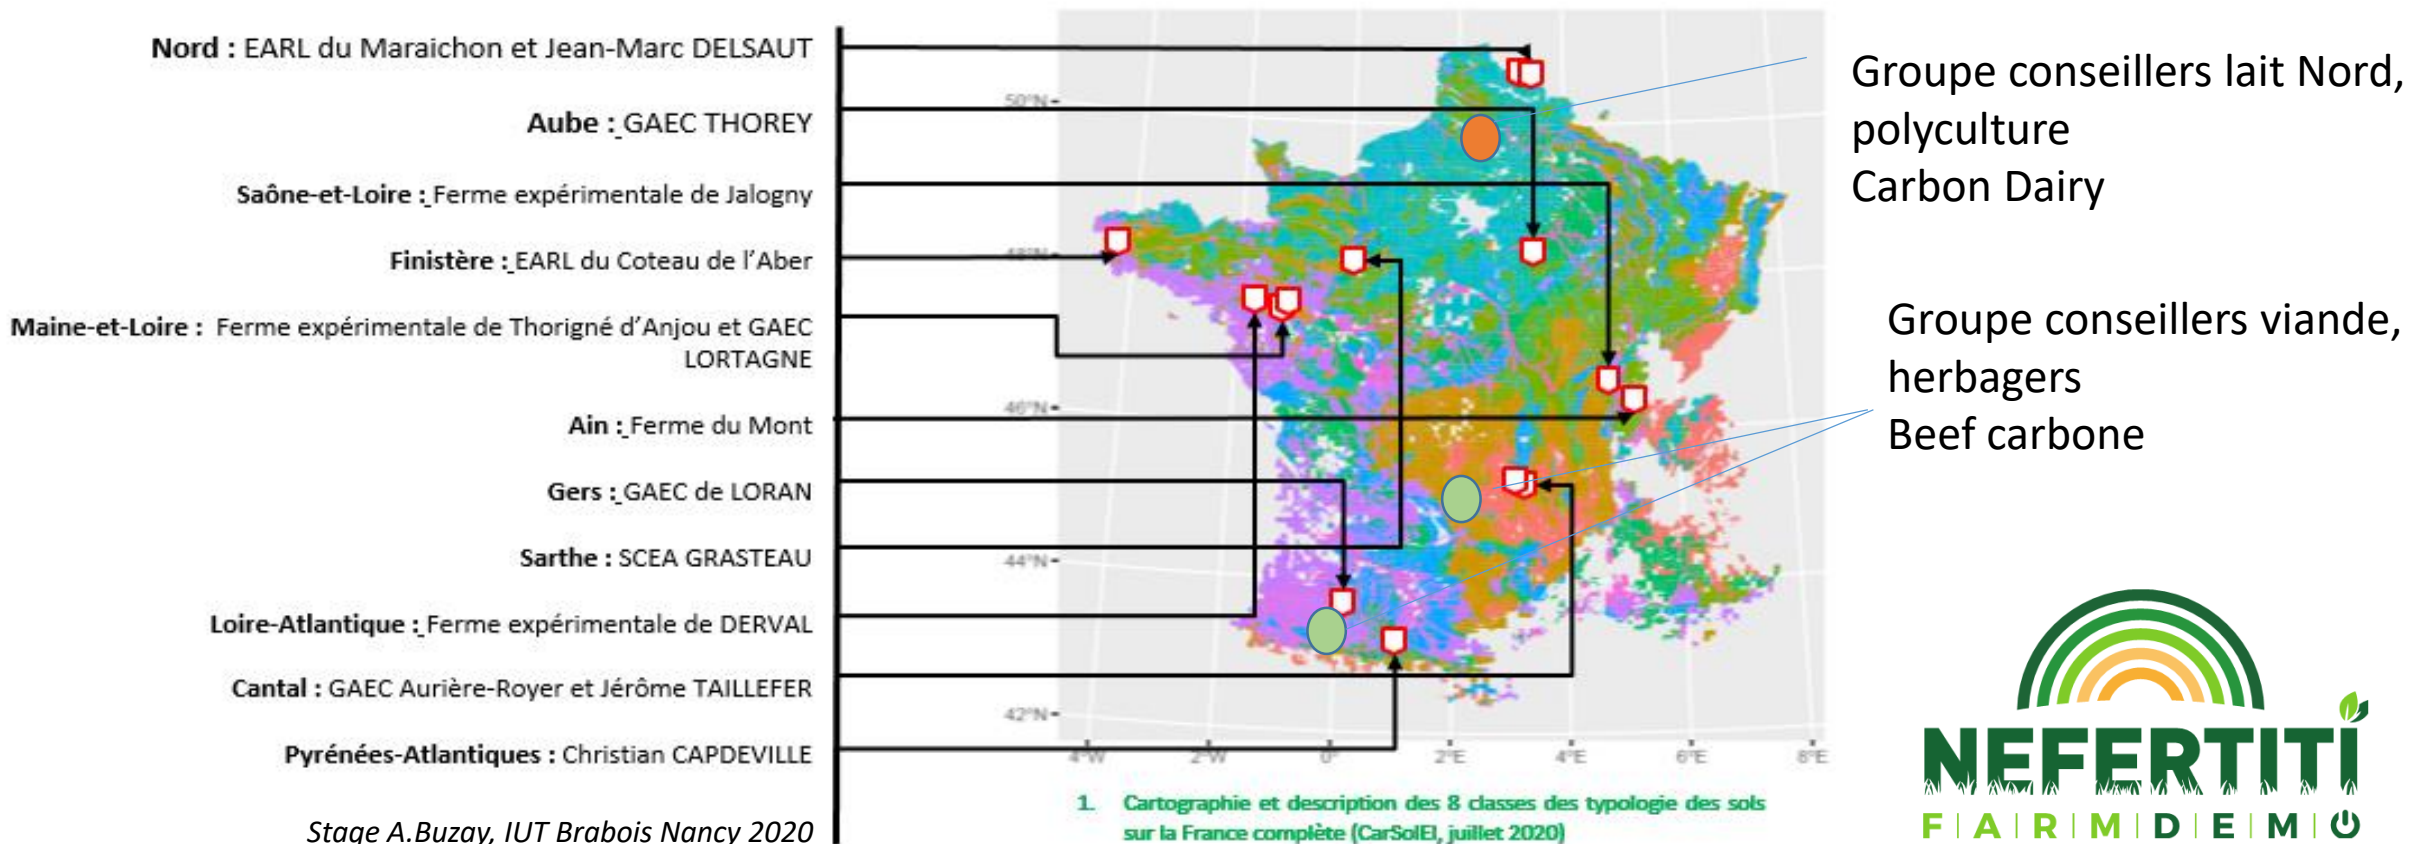 Nord : EARL du Maraichon et Jean-Marc DELSAUT
Aube : GAEC THOREY
Saône-et-Loire : Ferme expérimentale de Jalogny
Finistère : EARL du Coteau de l'Aber
Maine-et-Loire : Ferme expérimentale de Thorigné d'Anjou et GAEC
LORTAGNE
Ain : Ferme du Mont
Gers : GAEC de LORAN
Sarthe : SCEA GRASTEAU
Loire-Atlantique : Ferme expérimentale de DERVAL
Cantal : GAEC Aurière-Royer et Jérôme TAILLEFER
Pyrénées-Atlantiques : Christian CAPDEVILLE
Stage A.Buzay, IUT Brabois Nancy 2020
50°N
48°N
46°N
44°N
42°N
4°W 2°W 0° 2°E 4°E 6°E 8°E
1. Cartographie et description des 8 classes des typologie des sols
sur la France complète (CarSolEl, juillet 2020)
Groupe conseillers lait Nord,
polyculture
Carbon Dairy
Groupe conseillers viande,
herbagers
Beef carbone
NEFERTITI
F|A|R|M|D|E|M|O